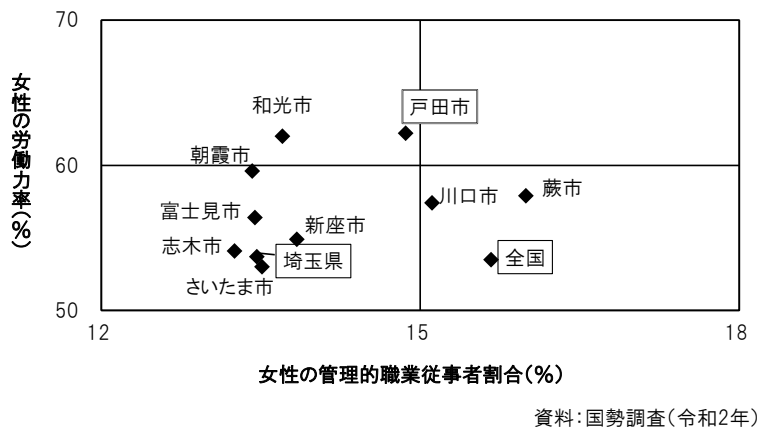 女性の労働力率(%)
70
60
50
和光市
戸田市
朝霞市
富士見市
新座市
川口市
蕨市
志木市
埼玉県
さいたま市
全国
12
15
18
女性の管理的職業従事者割合(%)
資料:国勢調査(令和2年)